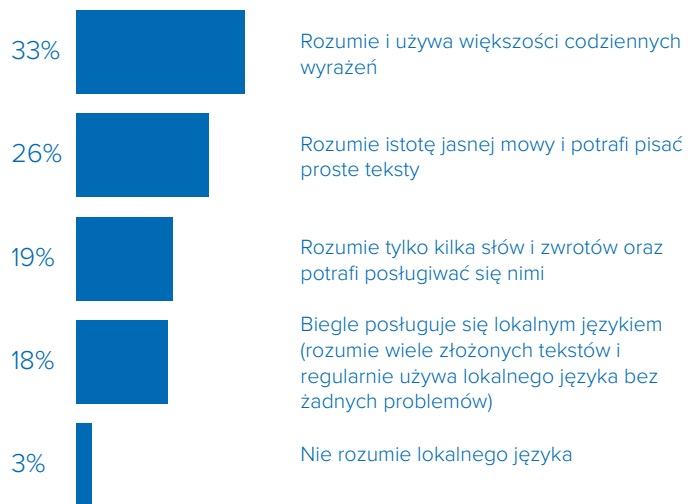 33%
Rozumie i używa większości codziennych
wyrażeń
26%
Rozumie istotę jasnej mowy i potrafi pisać
proste teksty
19%
Rozumie tylko kilka słów i zwrotów oraz
potrafi posługiwać się nimi
18%
Biegle posługuje się lokalnym językiem
(rozumie wiele złożonych tekstów i
regularnie używa lokalnego języka bez
żadnych problemów)
3%
Nie rozumie lokalnego języka